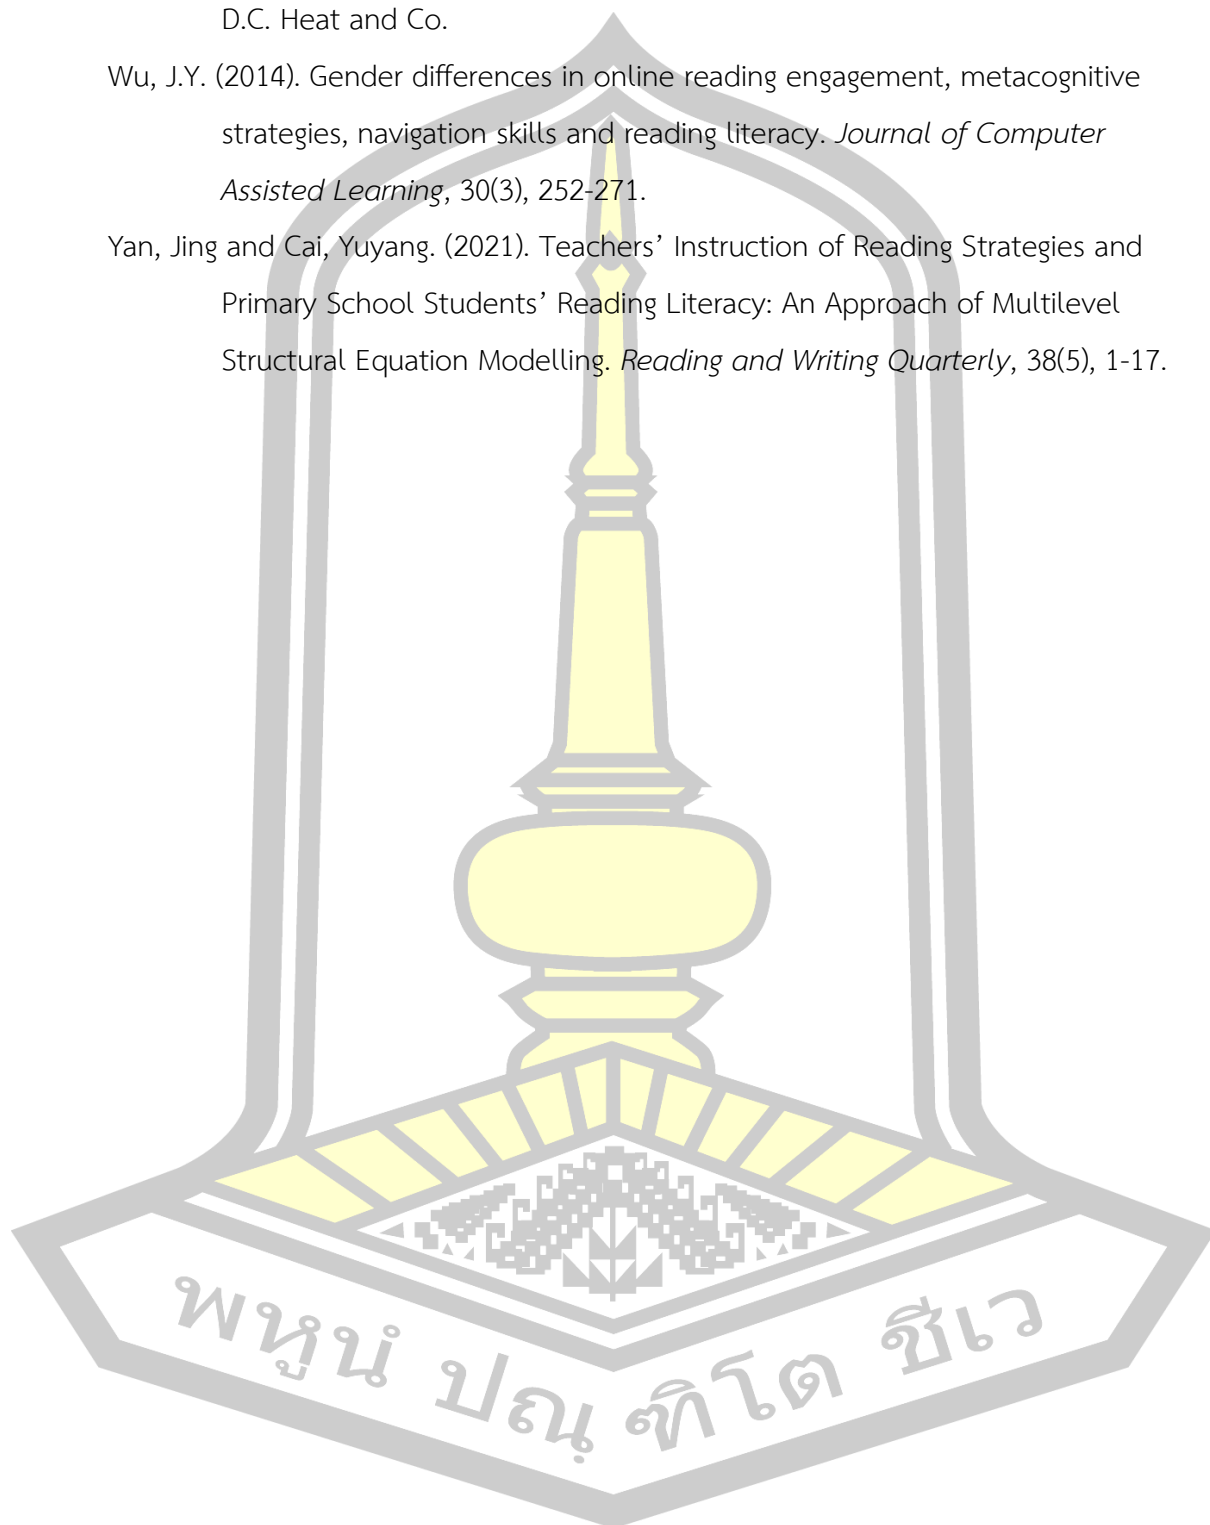 D.C. Heat and Co.
Wu, J.Y. (2014). Gender differences in online reading engagement, metacognitive
strategies, navigation skills and reading literacy. Journal of Computer
Assisted Learning, 30(3), 252-271.
Yan, Jing and Cai, Yuyang. (2021). Teachers’ Instruction of Reading Strategies and
Primary School Students’ Reading Literacy: An Approach of Multilevel
Structural Equation Modelling. Reading and Writing Quarterly, 38(5), 1-17.
พหูนํ ปณฺ ฑิโต ชีเว